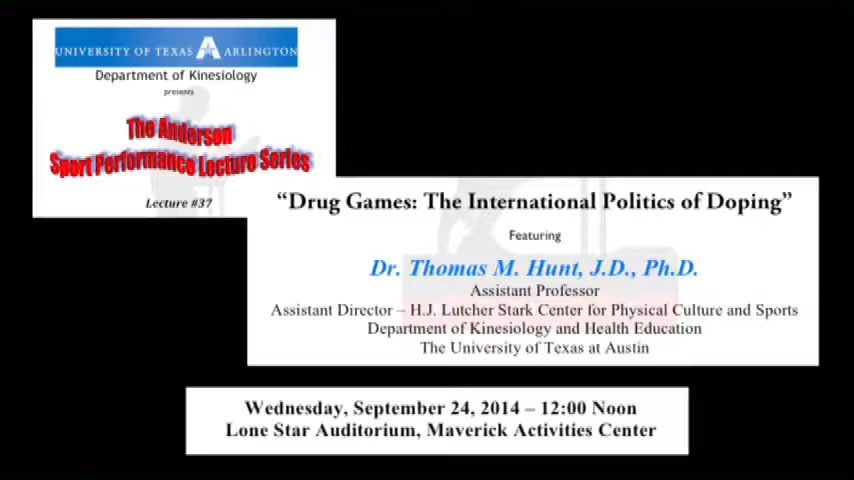 UNIVERSITY OF TEXAS ARLINGTON
Department of Kinesiology
presents
The Anderson
Sport Performance Lecture Series
Lecture #37
“Drug Games: The International Politics of Doping”
Featuring
Dr. Thomas M. Hunt, J.D., Ph.D.
Assistant Professor
Assistant Director – H.J. Lutcher Stark Center for Physical Culture and Sports
Department of Kinesiology and Health Education
The University of Texas at Austin
Wednesday, September 24, 2014 – 12:00 Noon
Lone Star Auditorium, Maverick Activities Center